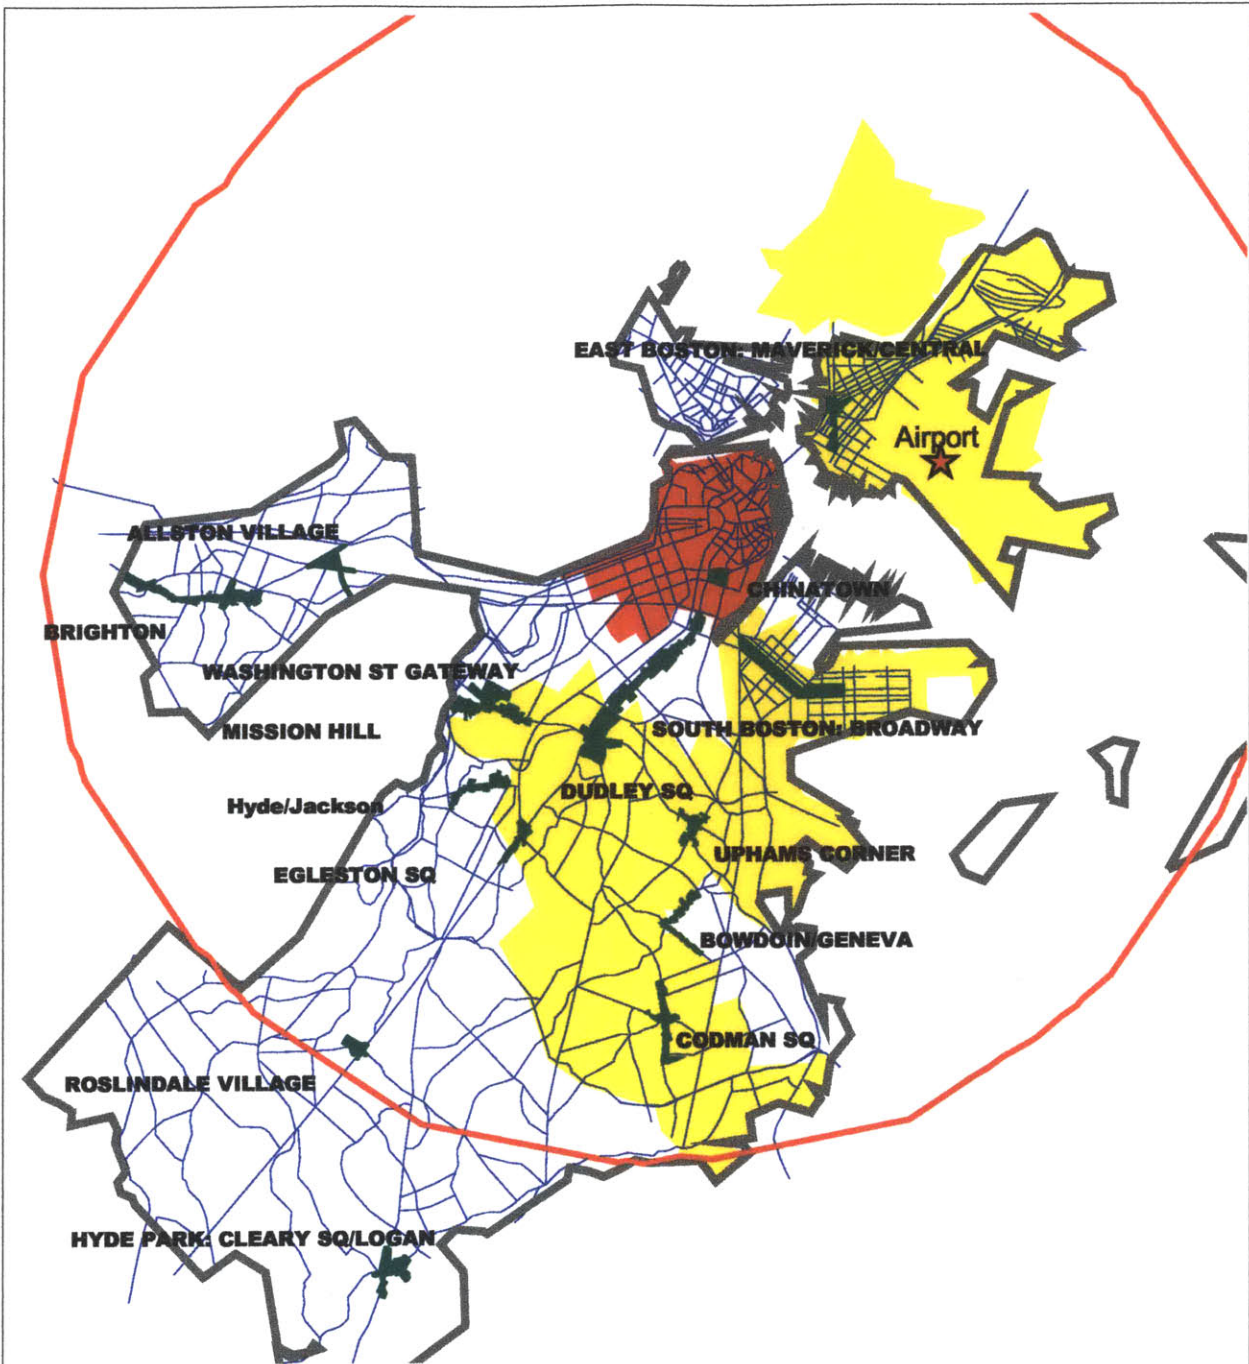 EAST BOSTON: MAVERICK/CENTRAL
Airport
ALLSTON VILLAGE
CHINATOWN
BRIGHTON
WASHINGTON ST GATEWAY
MISSION HILL
SOUTH BOSTON: BROADWAY
DUDLEY SQ
Hyde/Jackson
UPHAMS CORNER
EGLESTON SQ
BOWDOIN/GENEVA
CODMAN SQ
ROSLINDALE VILLAGE
HYDE PARK: CLEARY SQ/LOGAN